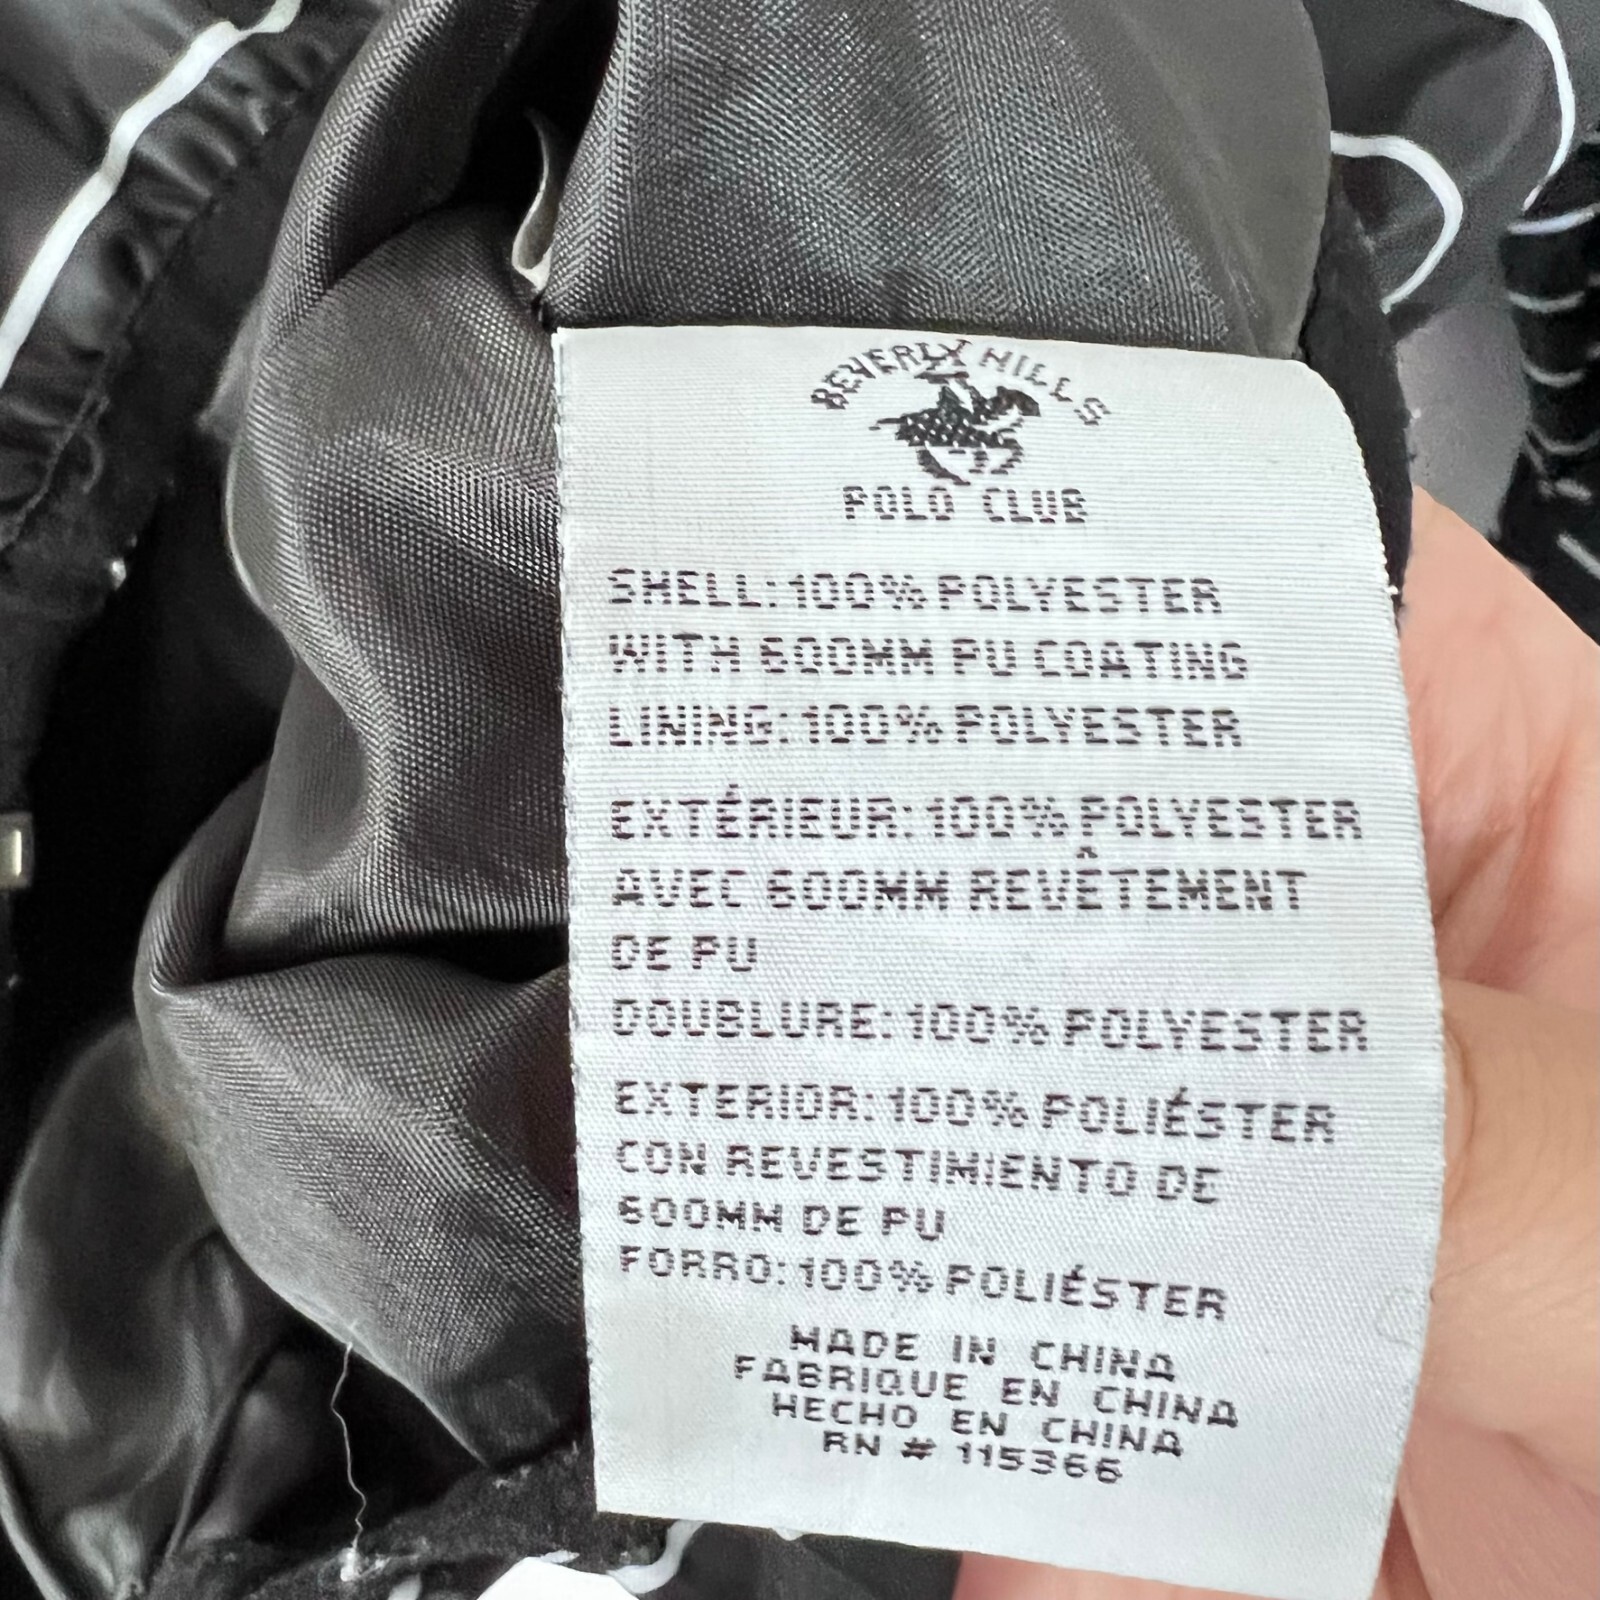 BEVERLY HILLS
POLO CLUB
SHELL: 100% POLYESTER
WITH 600MM PU COATING
LINING: 100% POLYESTER
EXTÉRIEUR: 100% POLYESTER
AVEC 600MM REVÊTEMENT
DE PU
DOUBLURE: 100% POLYESTER
EXTERIOR: 100% POLIÉSTER
CON REVESTIMIENTO DE
600MM DE PU
FORRO: 100% POLIÉSTER
MADE IN CHINA
FABRIQUE EN CHINA
HECHO EN CHINA
RN # 115366